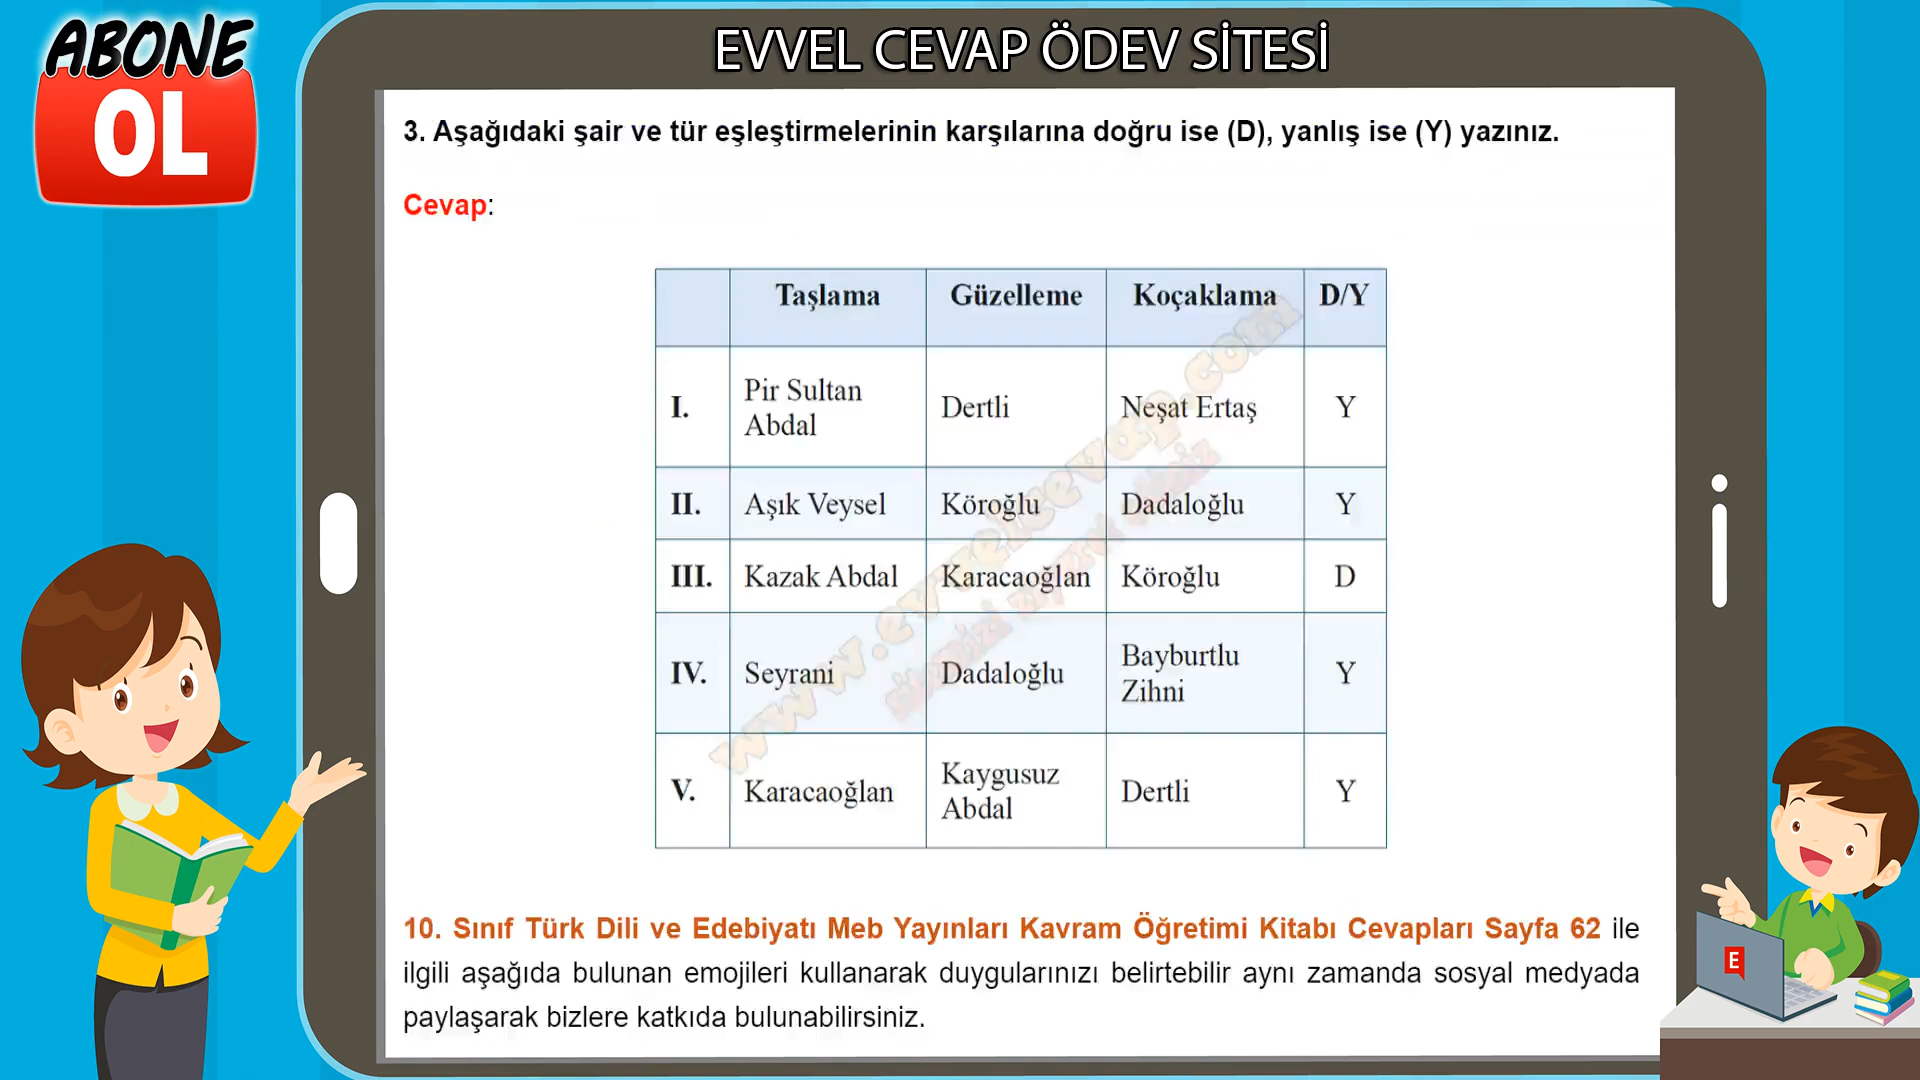 ABONE
OL
EVVEL CEVAP ÖDEV SİTESİ
3. Aşağıdaki şair ve tür eşleştirmelerinin karşılarına doğru ise (D), yanlış ise (Y) yazınız.
Cevap:
Taşlama Güzelleme Koçaklama D/Y
I. Pir Sultan Abdal Dertli Neşat Ertaş Y
II. Aşık Veysel Köroğlu Dadaloğlu Y
III. Kazak Abdal Karacaoğlan Köroğlu D
IV. Seyrani Dadaloğlu Bayburtlu Zihni Y
V. Karacaoğlan Kaygusuz Abdal Dertli Y
www.evvelcevap.com
10. Sınıf Türk Dili ve Edebiyatı Meb Yayınları Kavram Öğretimi Kitabı Cevapları Sayfa 62 ile
ilgili aşağıda bulunan emojileri kullanarak duygularınızı belirtebilir aynı zamanda sosyal medyada
paylaşarak bizlere katkıda bulunabilirsiniz.
E